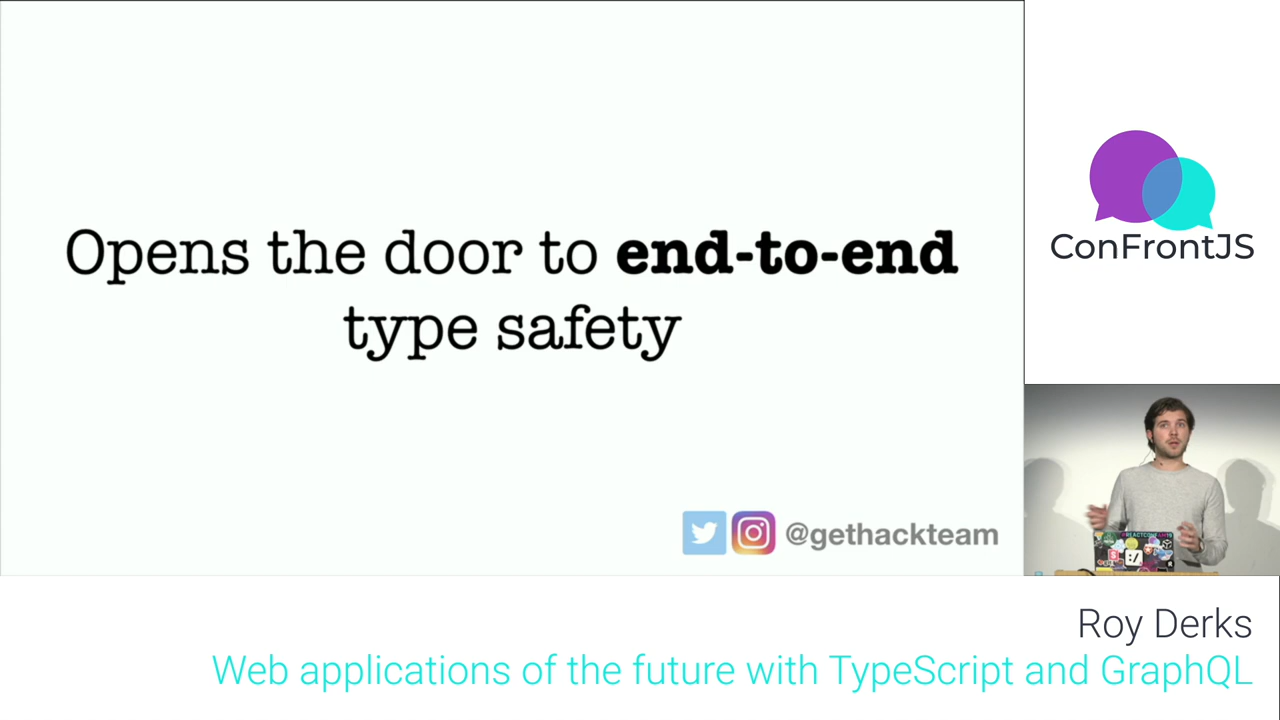 Opens the door to end-to-end
type safety
@gethackteam
ConFrontJS
Roy Derks
Web applications of the future with TypeScript and GraphQL